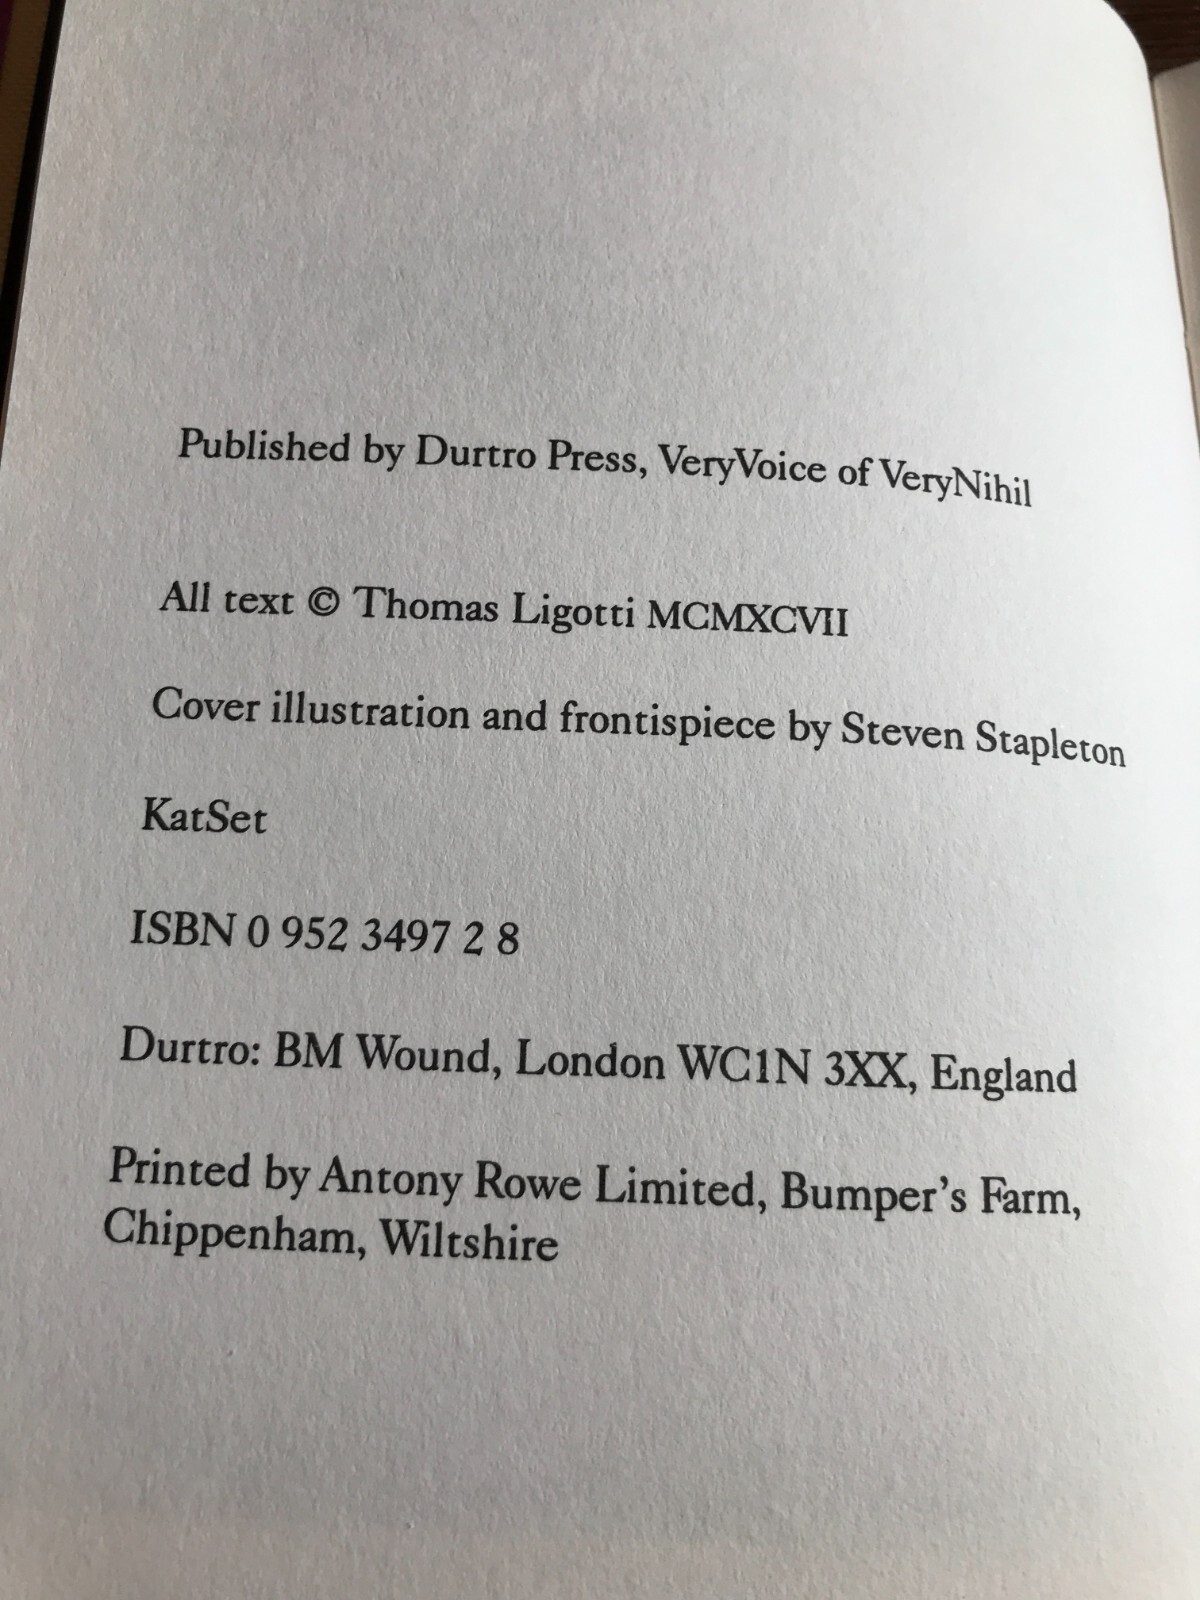 Published by Durtro Press, VeryVoice of VeryNihil
All text © Thomas Ligotti MCMXCVII
Cover illustration and frontispiece by Steven Stapleton
KatSet
ISBN 0 952 3497 2 8
Durtro: BM Wound, London WC1N 3XX, England
Printed by Antony Rowe Limited, Bumper's Farm,
Chippenham, Wiltshire